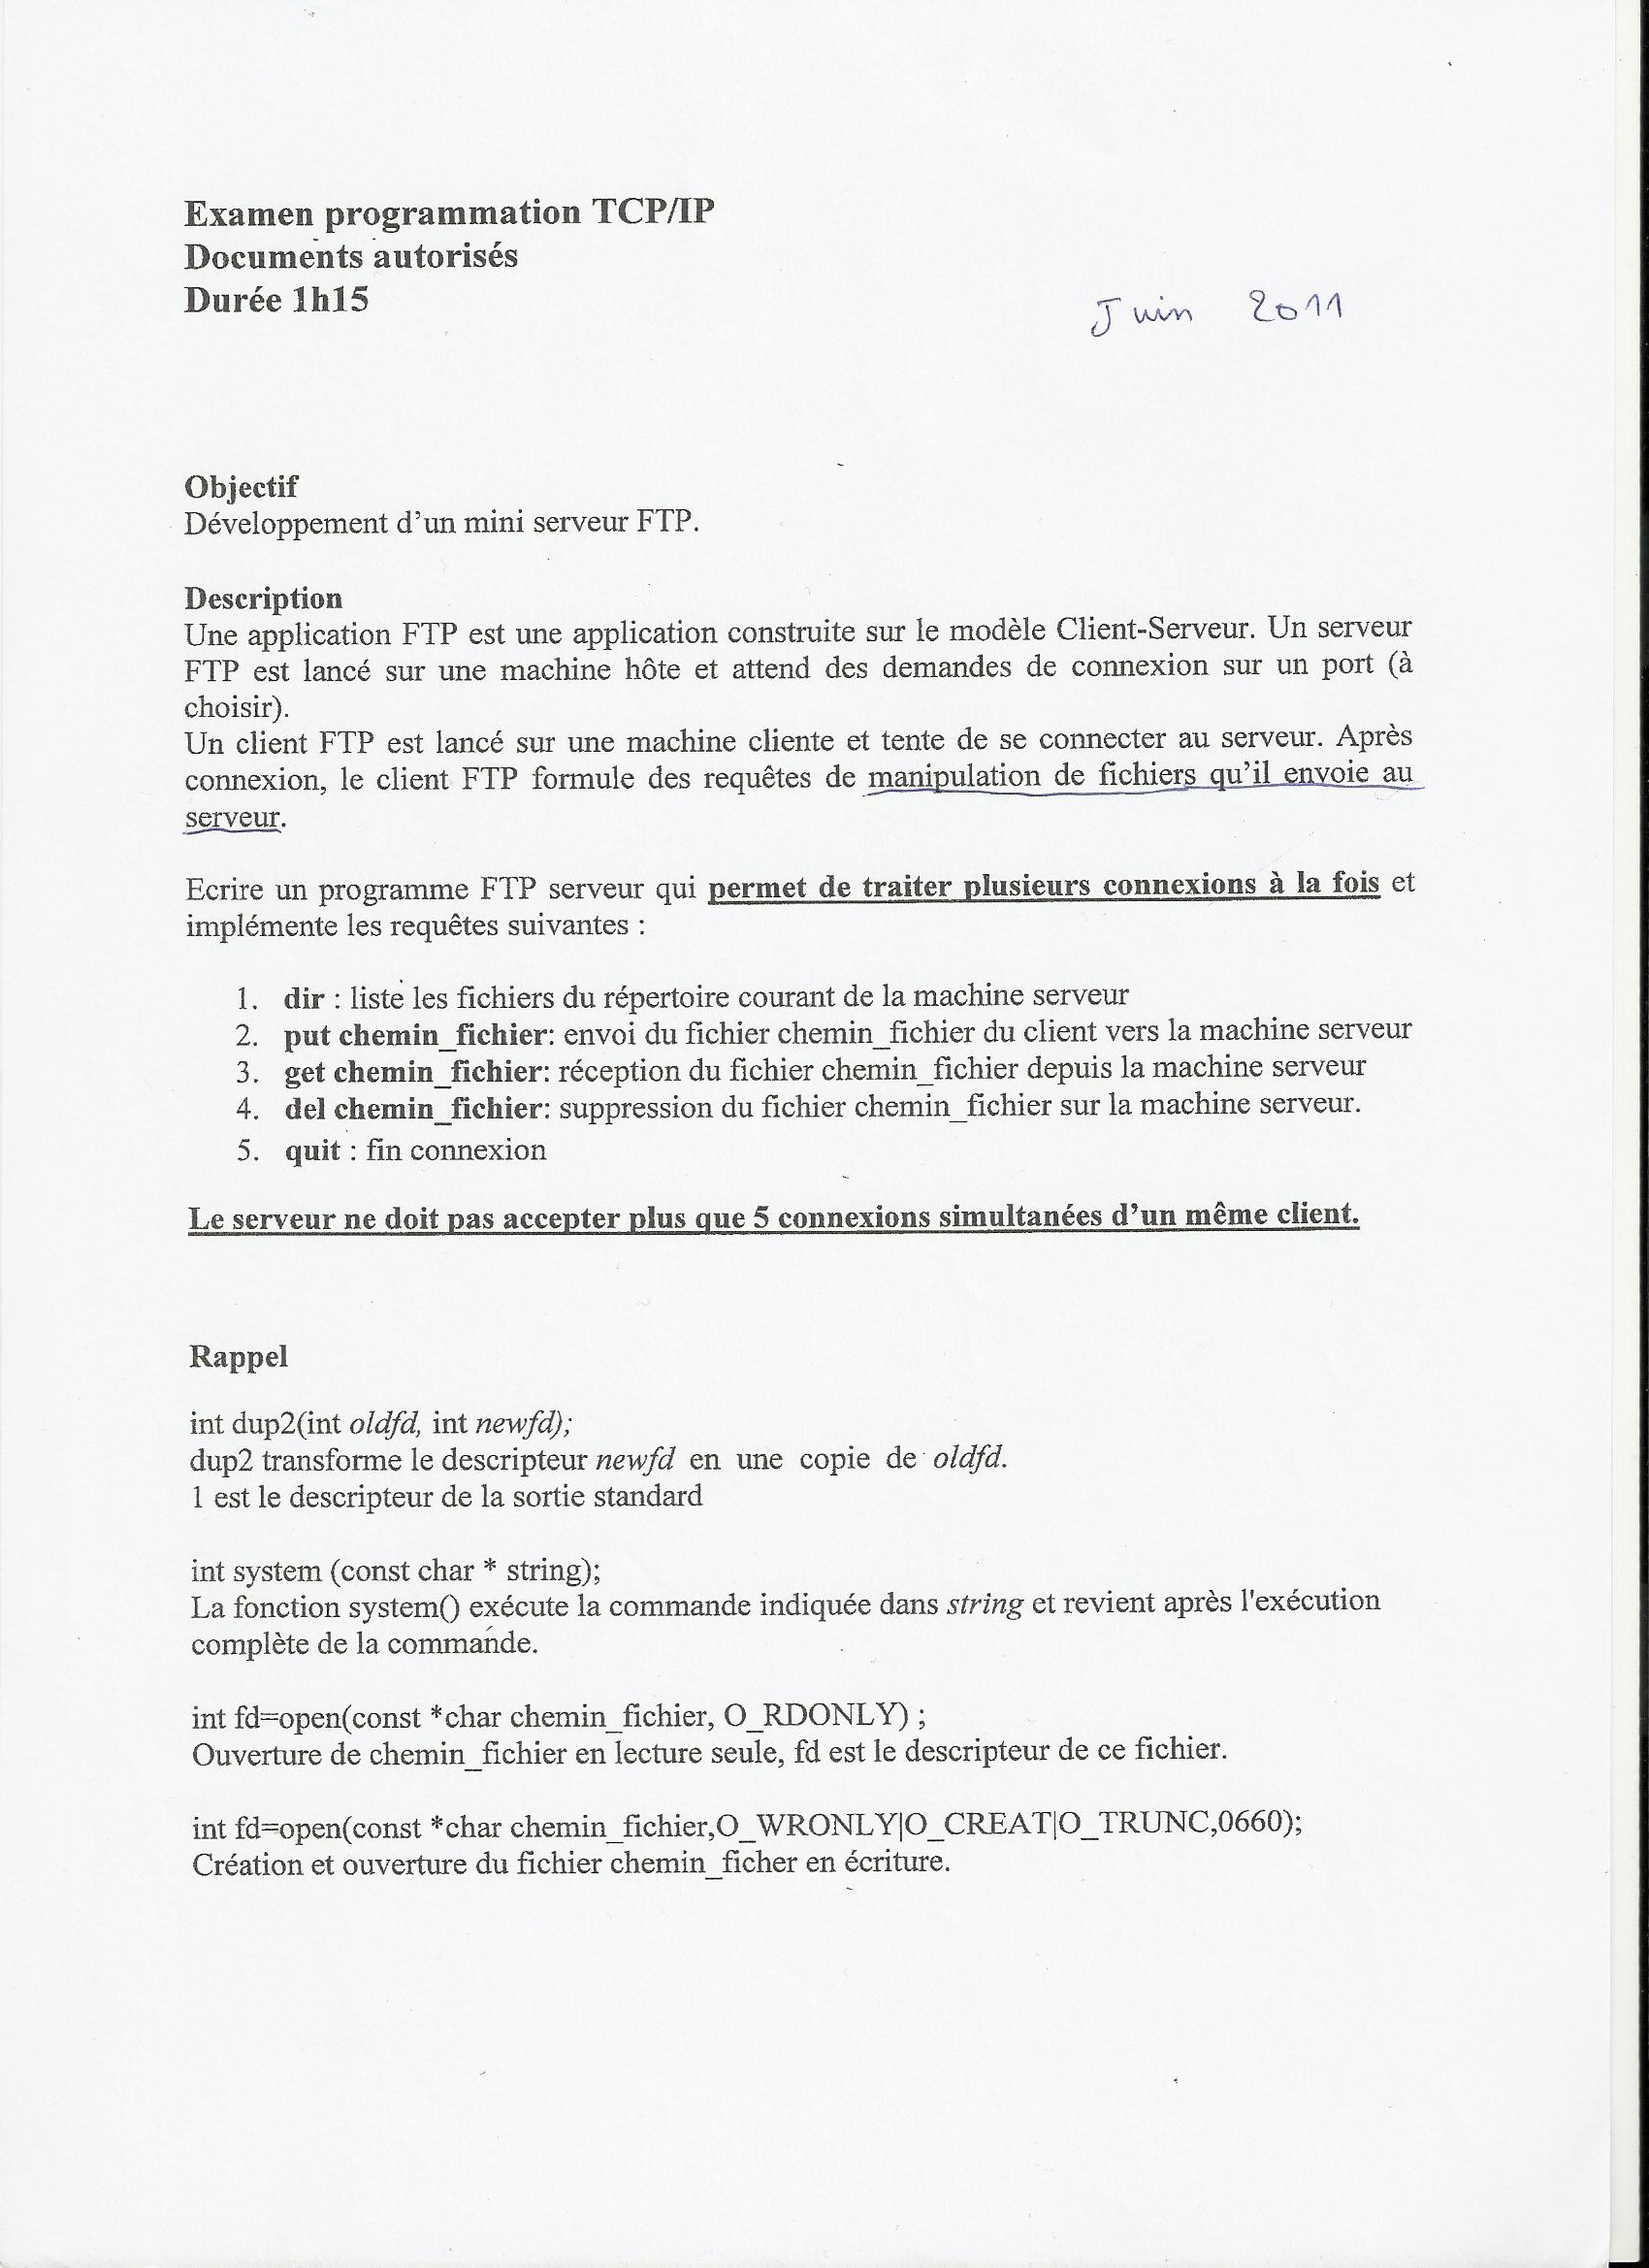 Examen programmation TCP/IP
Documents autorisés
Durée 1h15
Juin 2011
Objectif
Développement d'un mini serveur FTP.
Description
Une application FTP est une application construite sur le modèle Client-Serveur. Un serveur
FTP est lancé sur une machine hôte et attend des demandes de connexion sur un port (à
choisir).
Un client FTP est lancé sur une machine cliente et tente de se connecter au serveur. Après
connexion, le client FTP formule des requêtes de manipulation de fichiers qu'il envoie au
serveur.
Ecrire un programme FTP serveur qui permet de traiter plusieurs connexions à la fois et
implémente les requêtes suivantes :
1. dir : liste les fichiers du répertoire courant de la machine serveur
2. put chemin_fichier: envoi du fichier chemin_fichier du client vers la machine serveur
3. get chemin_fichier: réception du fichier chemin_fichier depuis la machine serveur
4. del chemin_fichier: suppression du fichier chemin_fichier sur la machine serveur.
5. quit : fin connexion
Le serveur ne doit pas accepter plus que 5 connexions simultanées d'un même client.
Rappel
int dup2(int oldfd, int newfd);
dup2 transforme le descripteur newfd en une copie de oldfd.
1 est le descripteur de la sortie standard
int system (const char * string);
La fonction system() exécute la commande indiquée dans string et revient après l'exécution
complète de la commande.
int fd=open(const *char chemin_fichier, O_RDONLY) ;
Ouverture de chemin_fichier en lecture seule, fd est le descripteur de ce fichier.
int fd=open(const *char chemin_fichier,O_WRONLY|O_CREAT|O_TRUNC,0660);
Création et ouverture du fichier chemin_ficher en écriture.